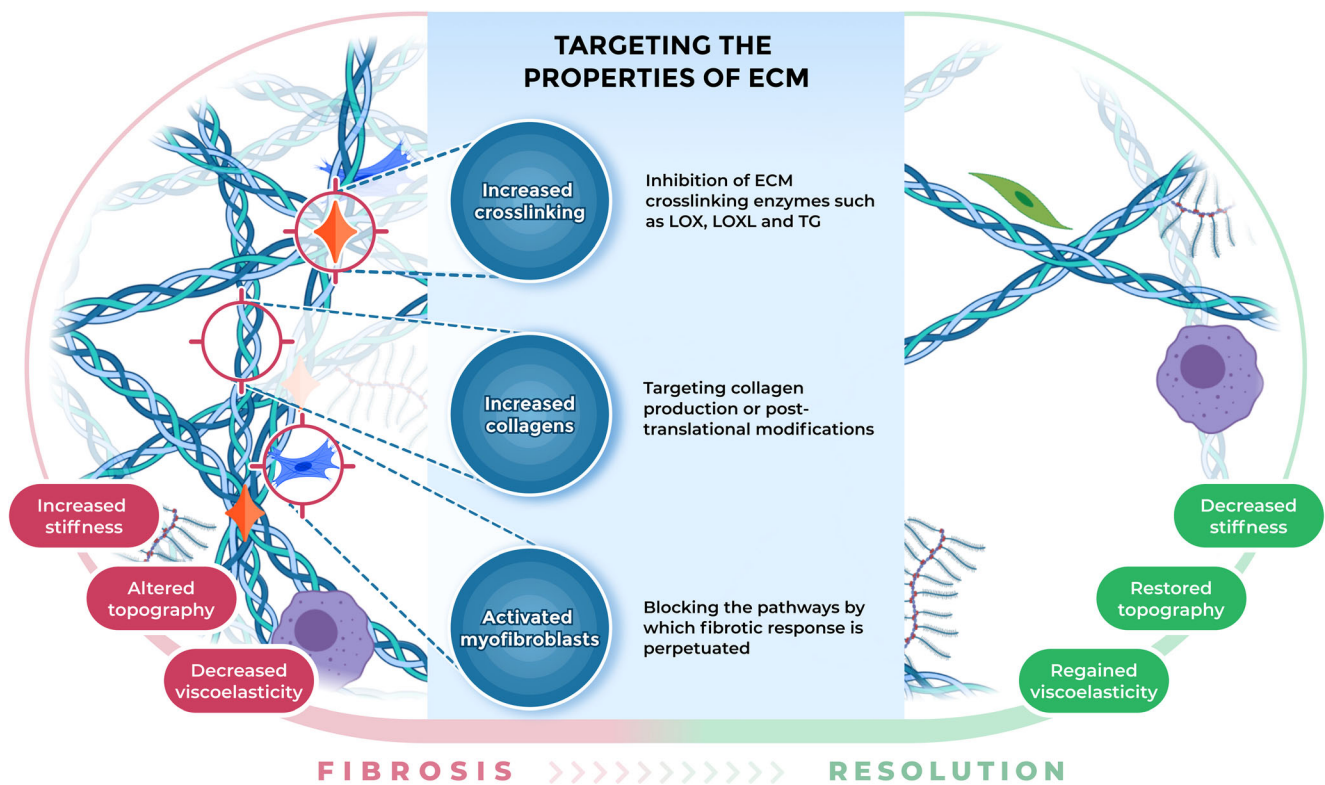 TARGETING THE
PROPERTIES OF ECM
Increased
crosslinking
Inhibition of ECM
crosslinking enzymes such
as LOX, LOXL and TG
Increased
collagens
Targeting collagen
production or post-
translational modifications
Activated
myofibroblasts
Blocking the pathways by
which fibrotic response is
perpetuated
Increased
stiffness
Altered
topography
Decreased
viscoelasticity
Decreased
stiffness
Restored
topography
Regained
viscoelasticity
FIBROSIS
RESOLUTION